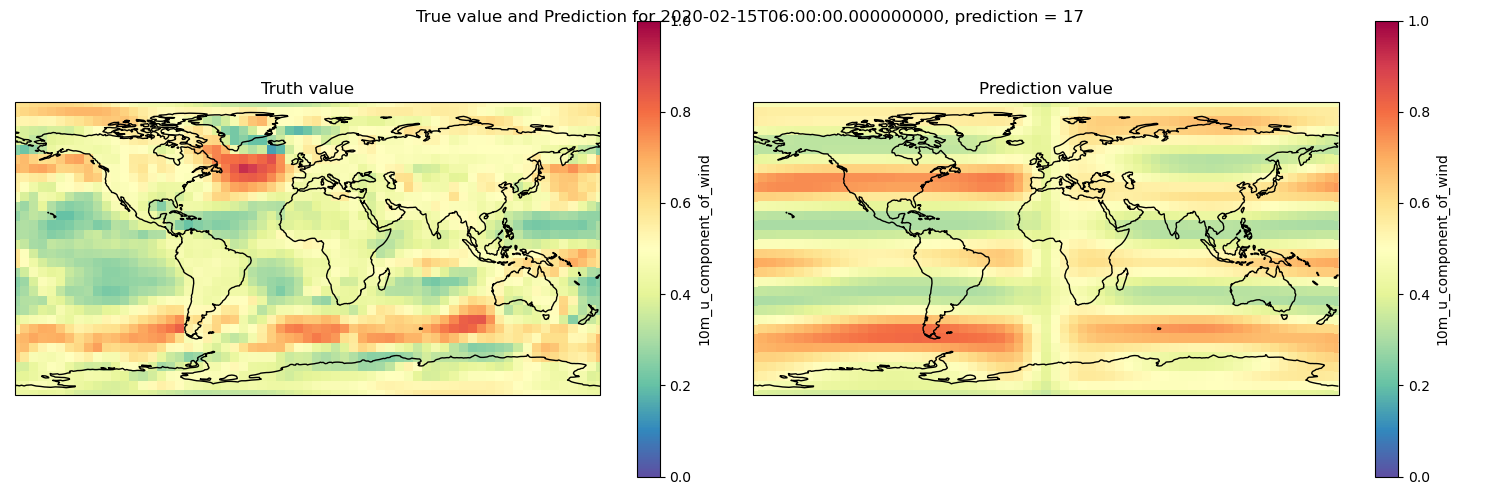 True value and Prediction for 2020-02-15T06:00:00.000000000, prediction = 17
Truth value
1.0
0.8
0.6
0.4
0.2
0.0
10m_u_component_of_wind
Prediction value
1.0
0.8
0.6
0.4
0.2
0.0
10m_u_component_of_wind